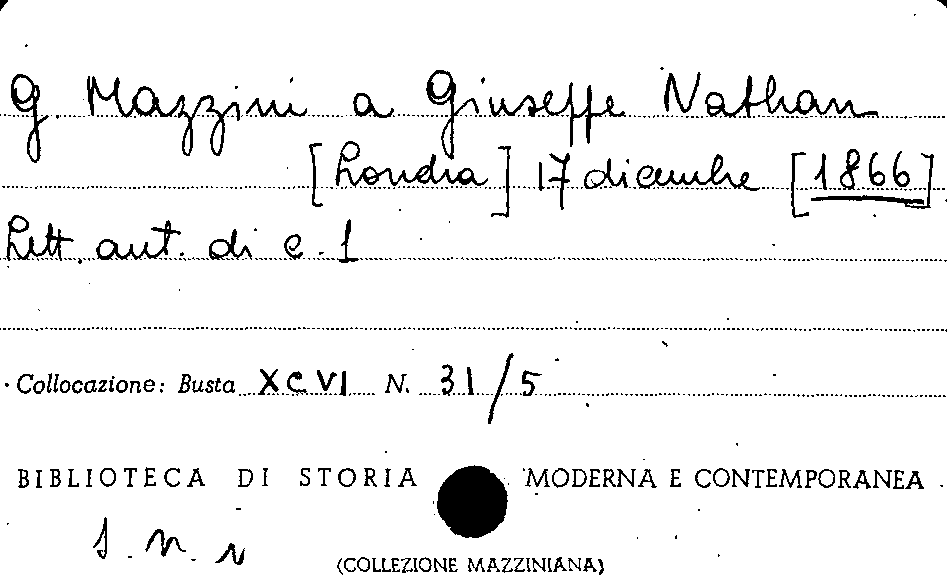 G. Mazzini a Giuseppe Nathan
[Londra] 17 dicembre [1866]
Lett. aut. di c. 1
Collocazione: Busta XCVI N. 31/5
BIBLIOTECA DI STORIA MODERNA E CONTEMPORANEA
(COLLEZIONE MAZZINIANA)